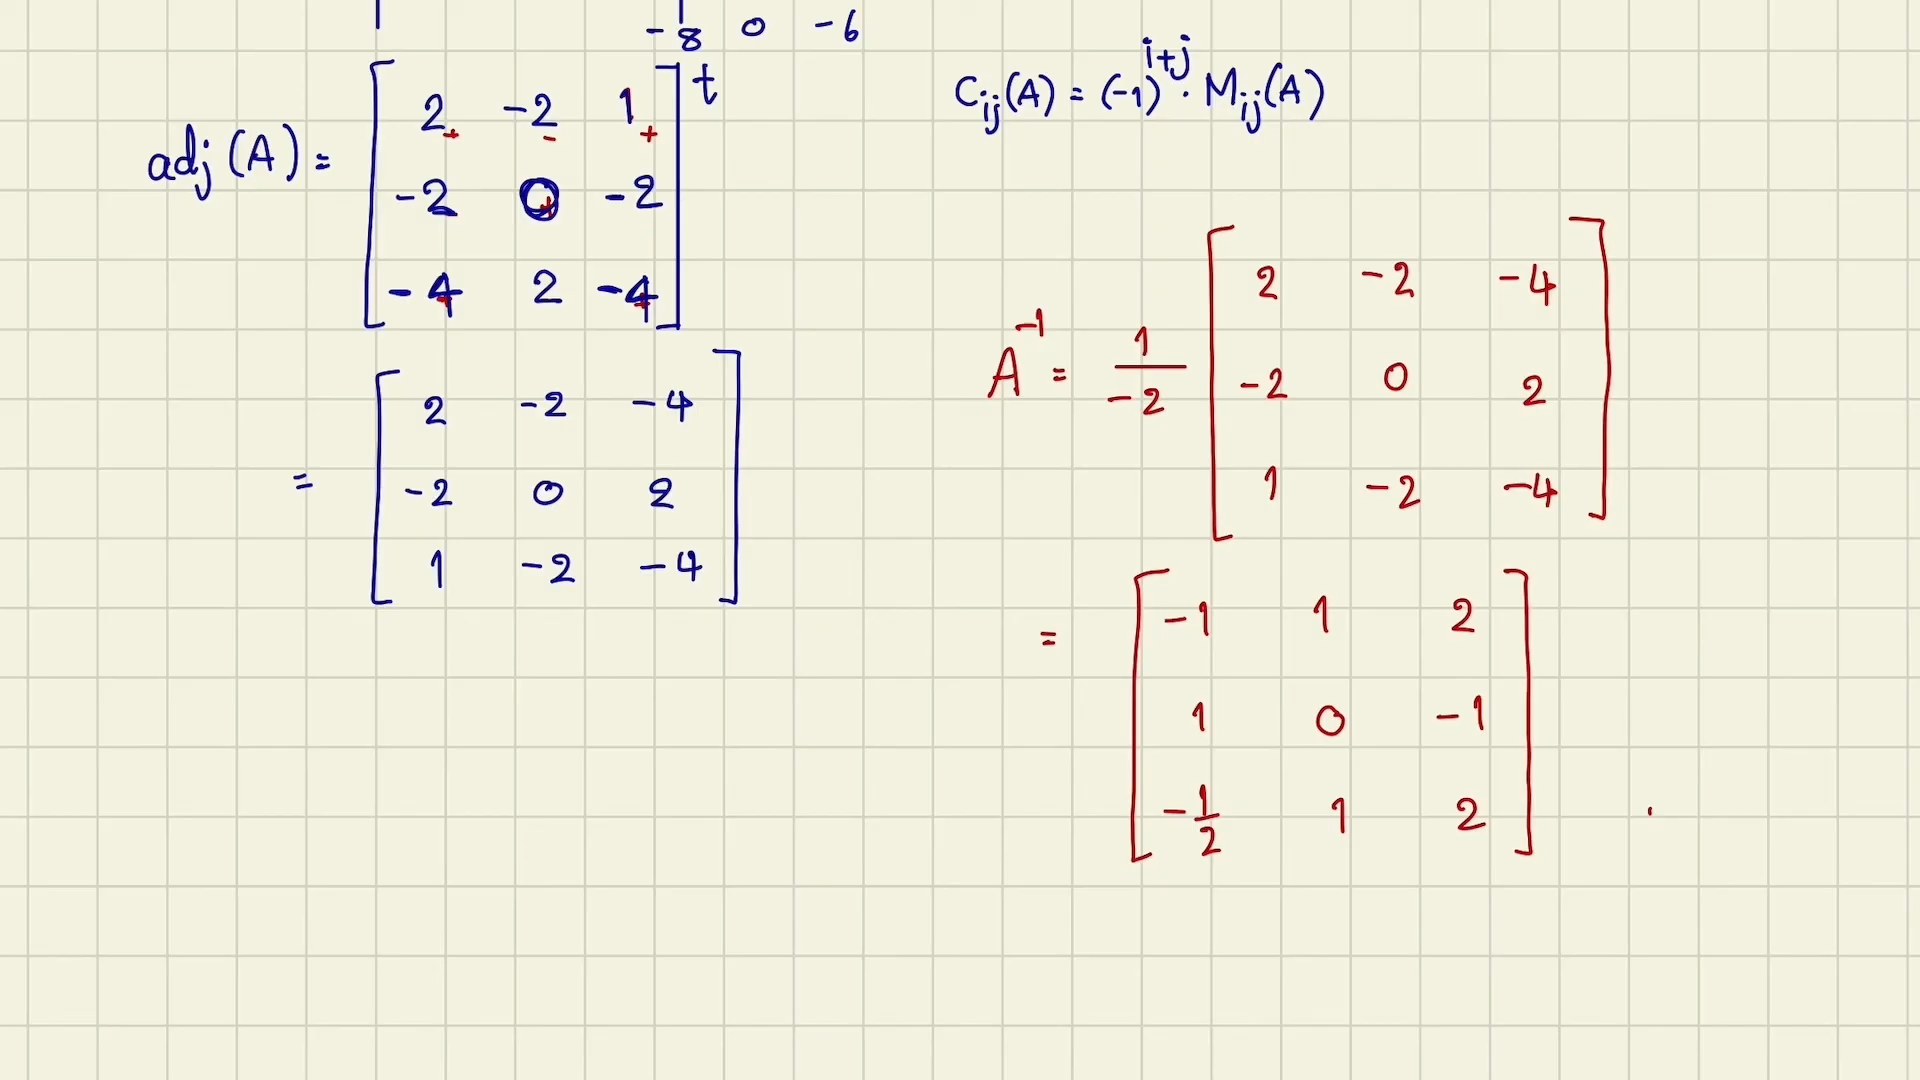 -8 0 -6
adj(A) = [ 2 -2 1 ]t
+ - +
-2 0 -2
+
-4 2 -4
+ +
= [ 2 -2 -4 ]
-2 0 2
1 -2 -4
Cij(A) = (-1)^i+j · Mij(A)
A^-1 = 1/-2 [ 2 -2 -4 ]
-2 0 2
1 -2 -4
= [ -1 1 2 ]
1 0 -1
-1/2 1 2 .